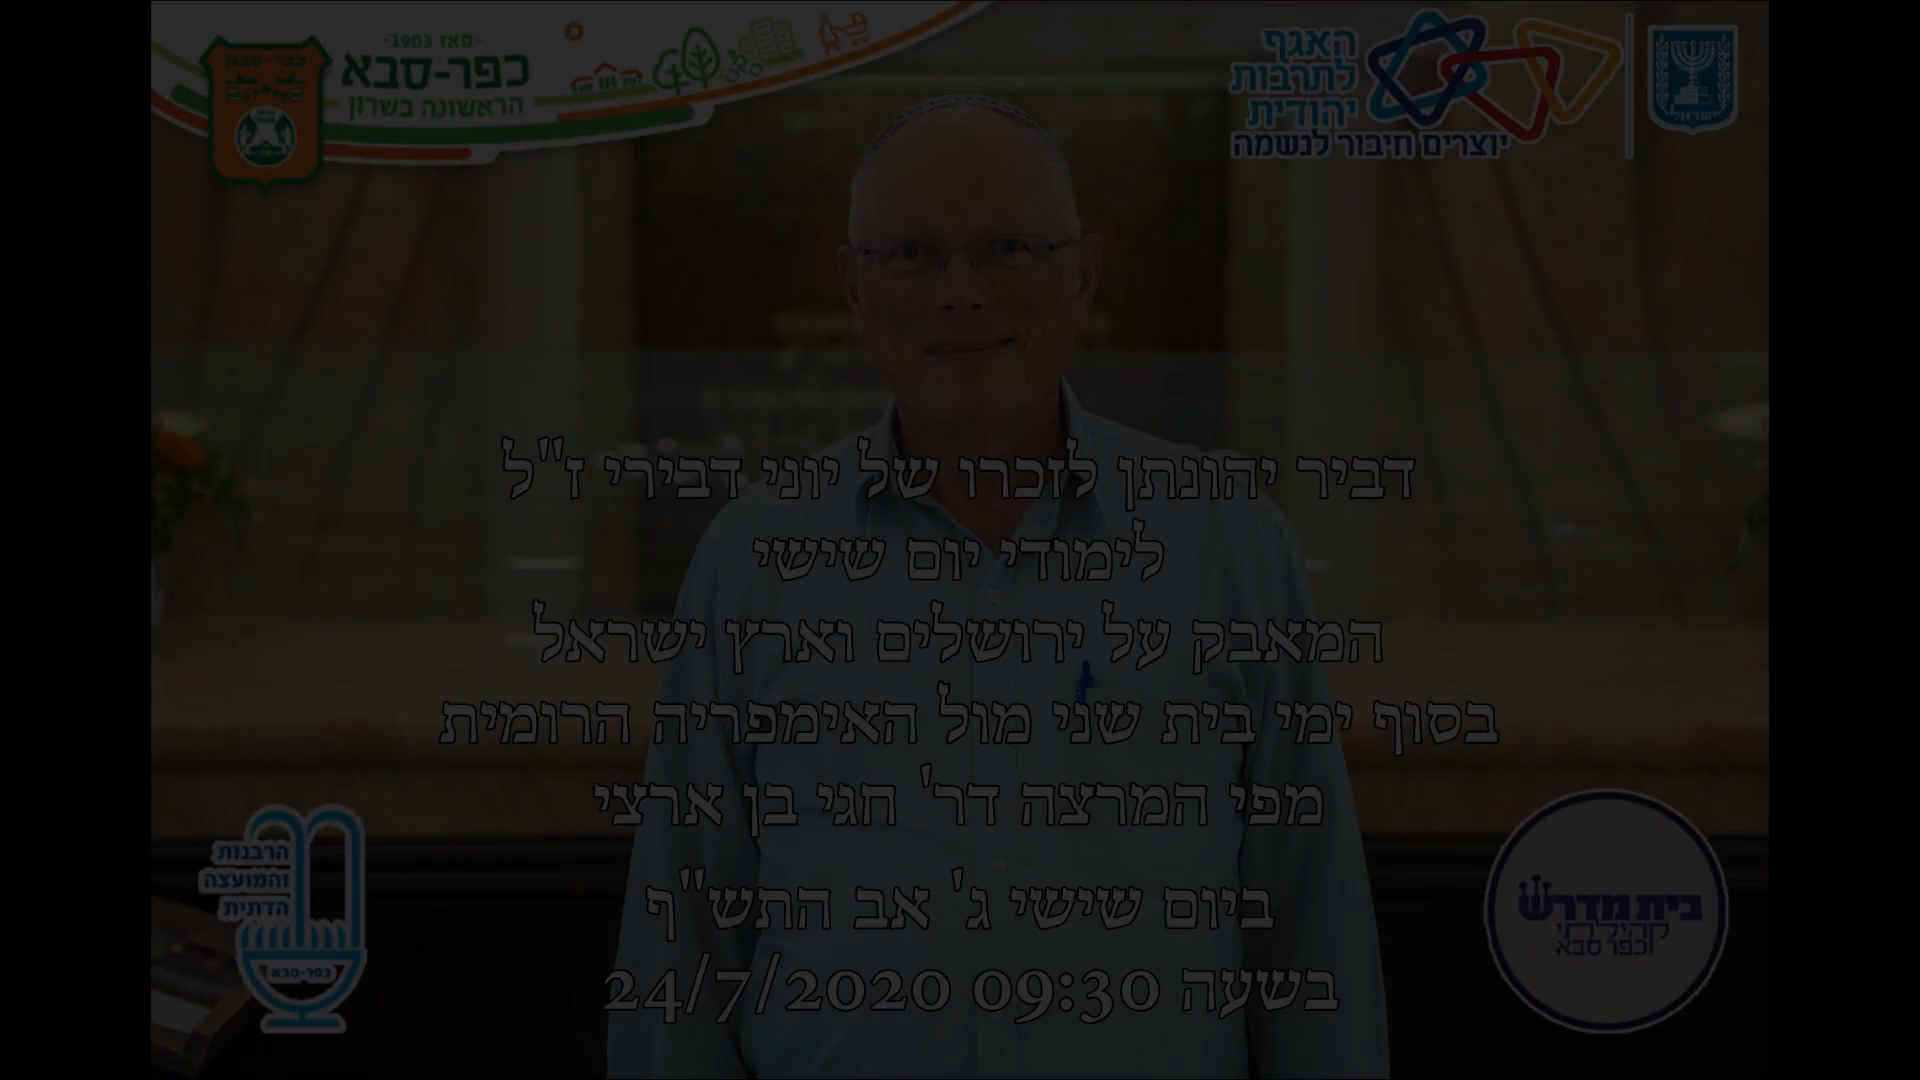 -מאז 1903-
כפר-סבא
הראשונה בשרון
כפר-סבא
האגף
לתרבות
יהודית
יוצרים חיבור לנשמה
ישראל
דביר יהונתן לזכרו של יוני דבירי ז"ל
לימודי יום שישי
המאבק על ירושלים וארץ ישראל
בסוף ימי בית שני מול האימפריה הרומית
מפי המרצה דר' חגי בן ארצי
ביום שישי ג' אב התש"ף
בשעה 09:30 24/7/2020
הרבנות
והמועצה
הדתית
כפר-סבא
בית מדרש
קהילתי
כפר סבא